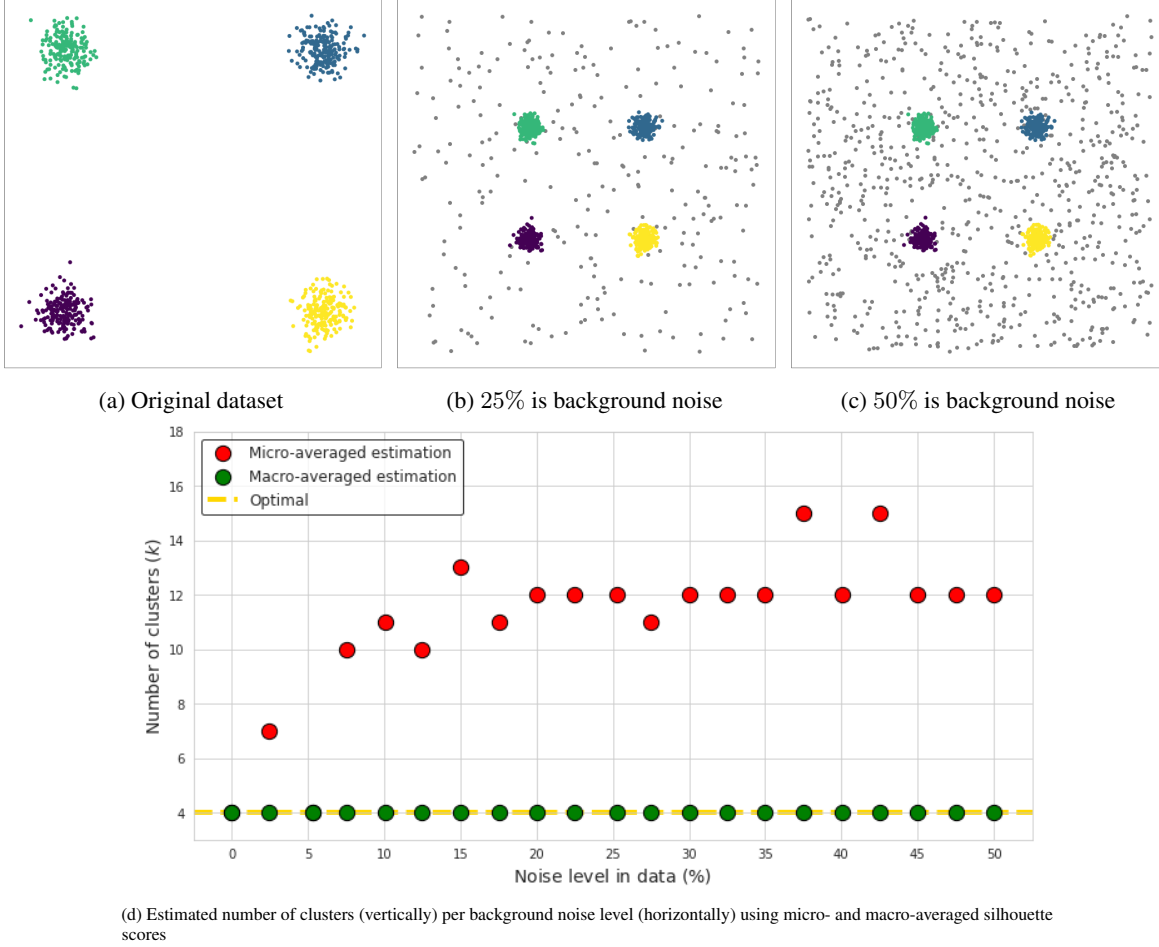 (a) Original dataset
(b) 25% is background noise
(c) 50% is background noise
18
16
14
12
10
8
6
4
Number of clusters (k)
Micro-averaged estimation
Macro-averaged estimation
Optimal
0 5 10 15 20 25 30 35 40 45 50
Noise level in data (%)
(d) Estimated number of clusters (vertically) per background noise level (horizontally) using micro- and macro-averaged silhouette
scores